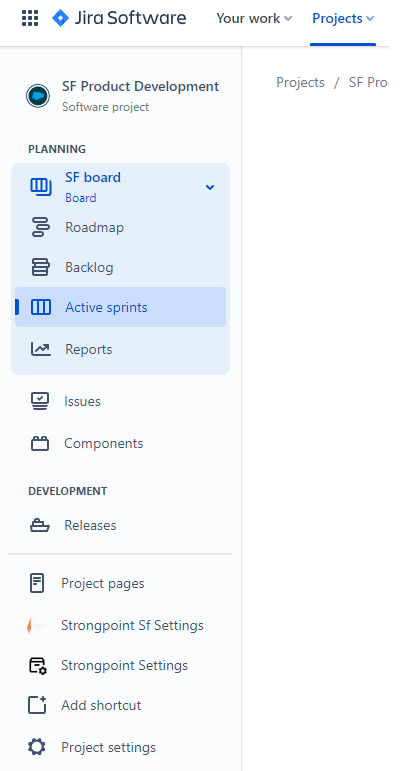 Jira Software Your work Projects
SF Product Development
Software project
Projects / SF Pro
PLANNING
SF board
Board
Roadmap
Backlog
Active sprints
Reports
Issues
Components
DEVELOPMENT
Releases
Project pages
Strongpoint Sf Settings
Strongpoint Settings
Add shortcut
Project settings